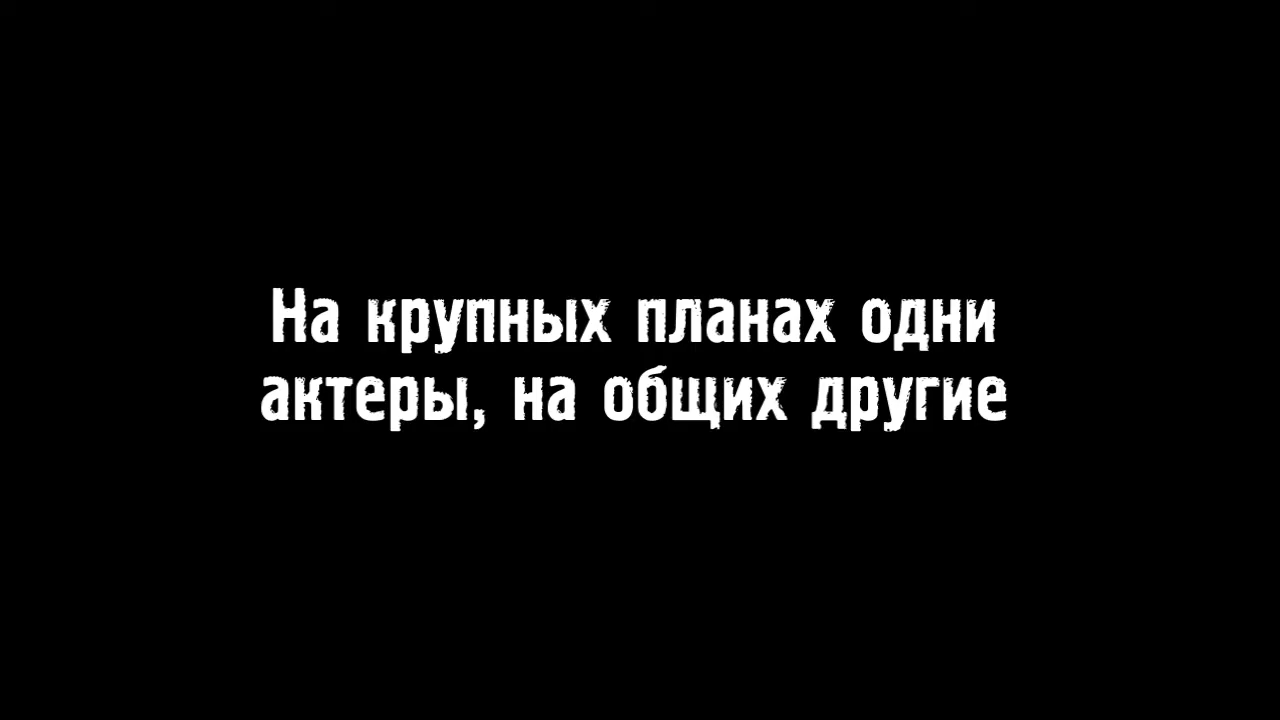 На крупных планах одни
актеры, на общих другие